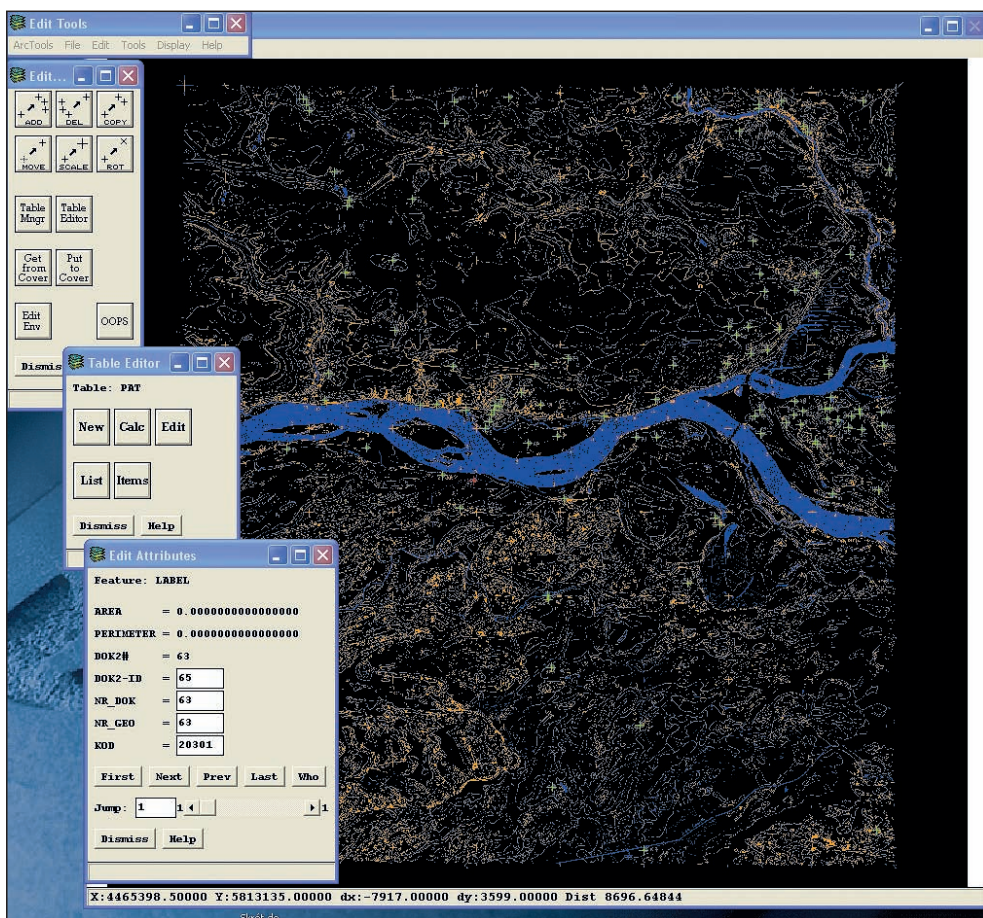 Edit Tools
ArcTools File Edit Tools Display Help
Edit...
ADD DEL COPY
MOVE SCALE ROT
Table Mngr
Table Editor
Get from Cover
Put to Cover
Edit Env
OOPS
Dismis
Table Editor
Table: PAT
New Calc Edit
List Items
Dismiss Help
Edit Attributes
Feature: LABEL
AREA = 0.0000000000000000
PERIMETER = 0.0000000000000000
DOK2# = 63
DOK2-ID = 65
NR_DOK = 63
NR_GEO = 63
KOD = 20301
First Next Prev Last Who
Jump: 1 1 1
Dismiss Help
X:4465398.50000 Y:5813135.00000 dx:-7917.00000 dy:3599.00000 Dist 8696.64844
Skrót do